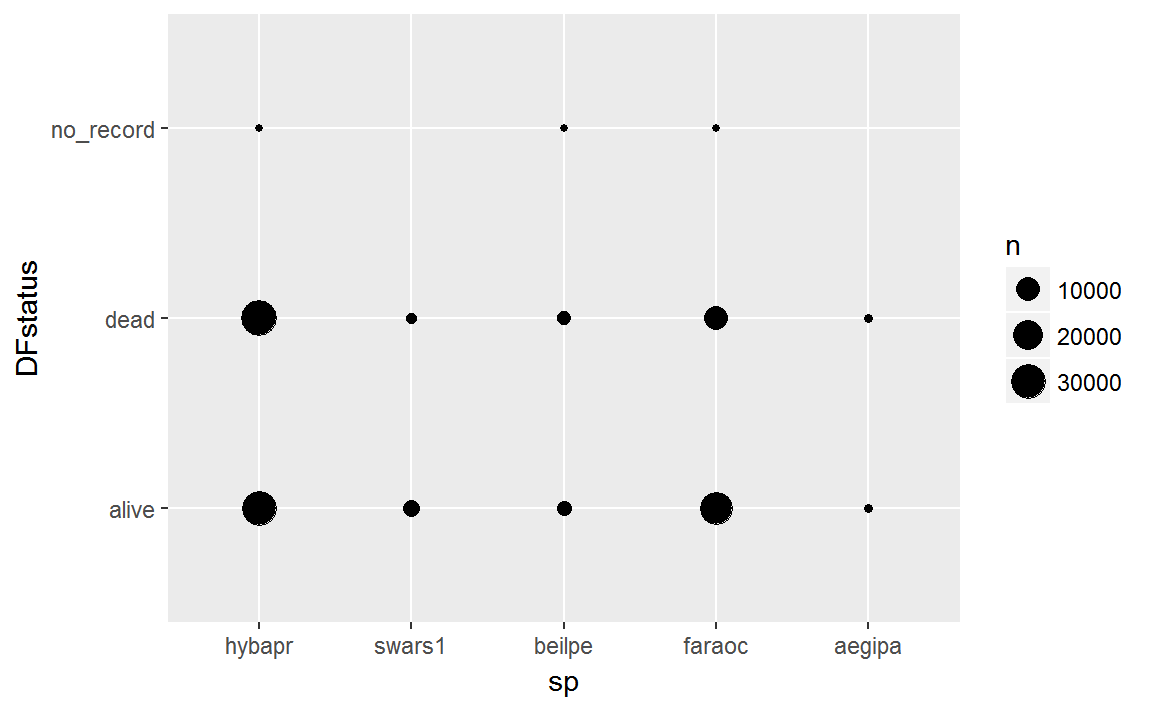 DFstatus
no_record
dead
alive
hybapr
swars1
beilpe
faraoc
aegipa
sp
n
10000
20000
30000